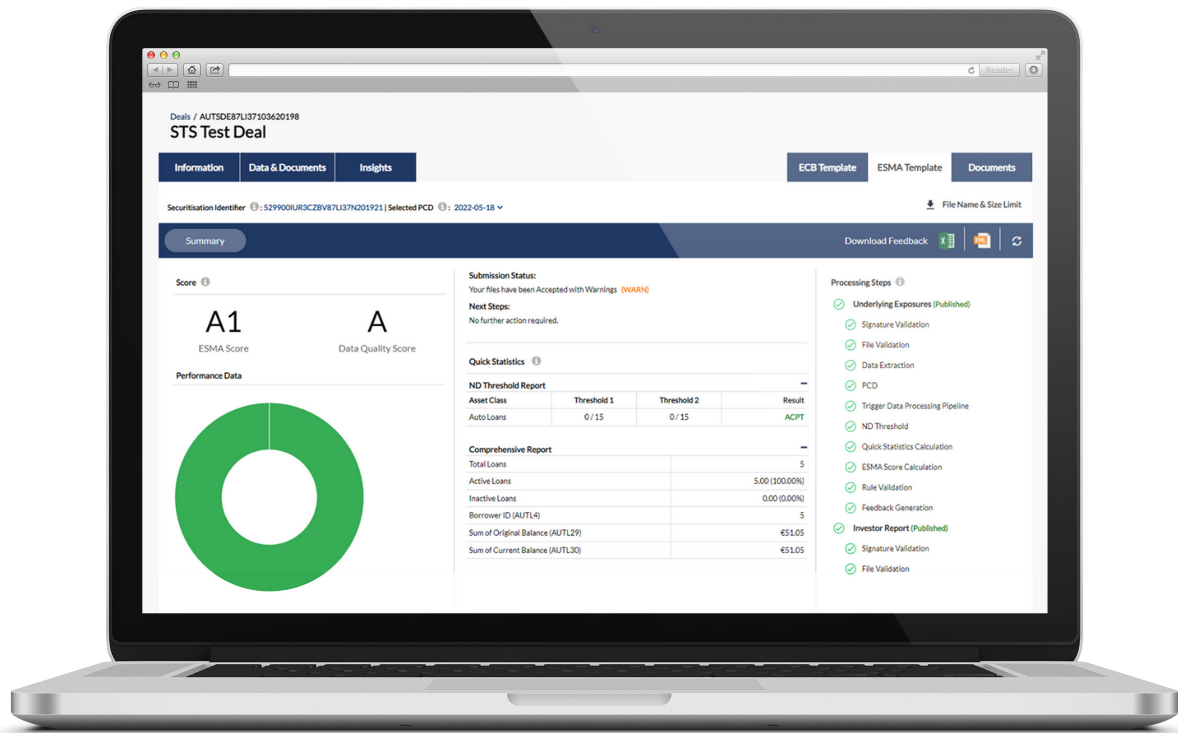 Reader
Deals / AUTSDE87LI37103620198
STS Test Deal
Information
Data & Documents
Insights
ECB Template
ESMA Template
Documents
Securitisation Identifier : 529900IUR3CZBV87LI37N201921 | Selected PCD : 2022-05-18
File Name & Size Limit
Summary
Download Feedback
XML
Score
A1
ESMA Score
A
Data Quality Score
Performance Data
Submission Status:
Your files have been Accepted with Warnings (WARN)
Next Steps:
No further action required.
Quick Statistics
ND Threshold Report
Asset Class Threshold 1 Threshold 2 Result
Auto Loans 0 / 15 0 / 15 ACPT
Comprehensive Report
Total Loans 5
Active Loans 5.00 (100.00%)
Inactive Loans 0.00 (0.00%)
Borrower ID (AUTL4) 5
Sum of Original Balance (AUTL29) €51.05
Sum of Current Balance (AUTL30) €51.05
Processing Steps
Underlying Exposures (Published)
Signature Validation
File Validation
Data Extraction
PCD
Trigger Data Processing Pipeline
ND Threshold
Quick Statistics Calculation
ESMA Score Calculation
Rule Validation
Feedback Generation
Investor Report (Published)
Signature Validation
File Validation